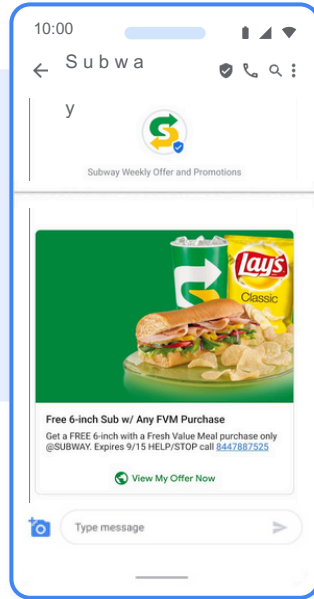 10:00
Subwa
y
Subway Weekly Offer and Promotions
Lay's
Classic
Free 6-inch Sub w/ Any FVM Purchase
Get a FREE 6-inch with a Fresh Value Meal purchase only
@SUBWAY. Expires 9/15 HELP/STOP call 8447887525
View My Offer Now
Type message